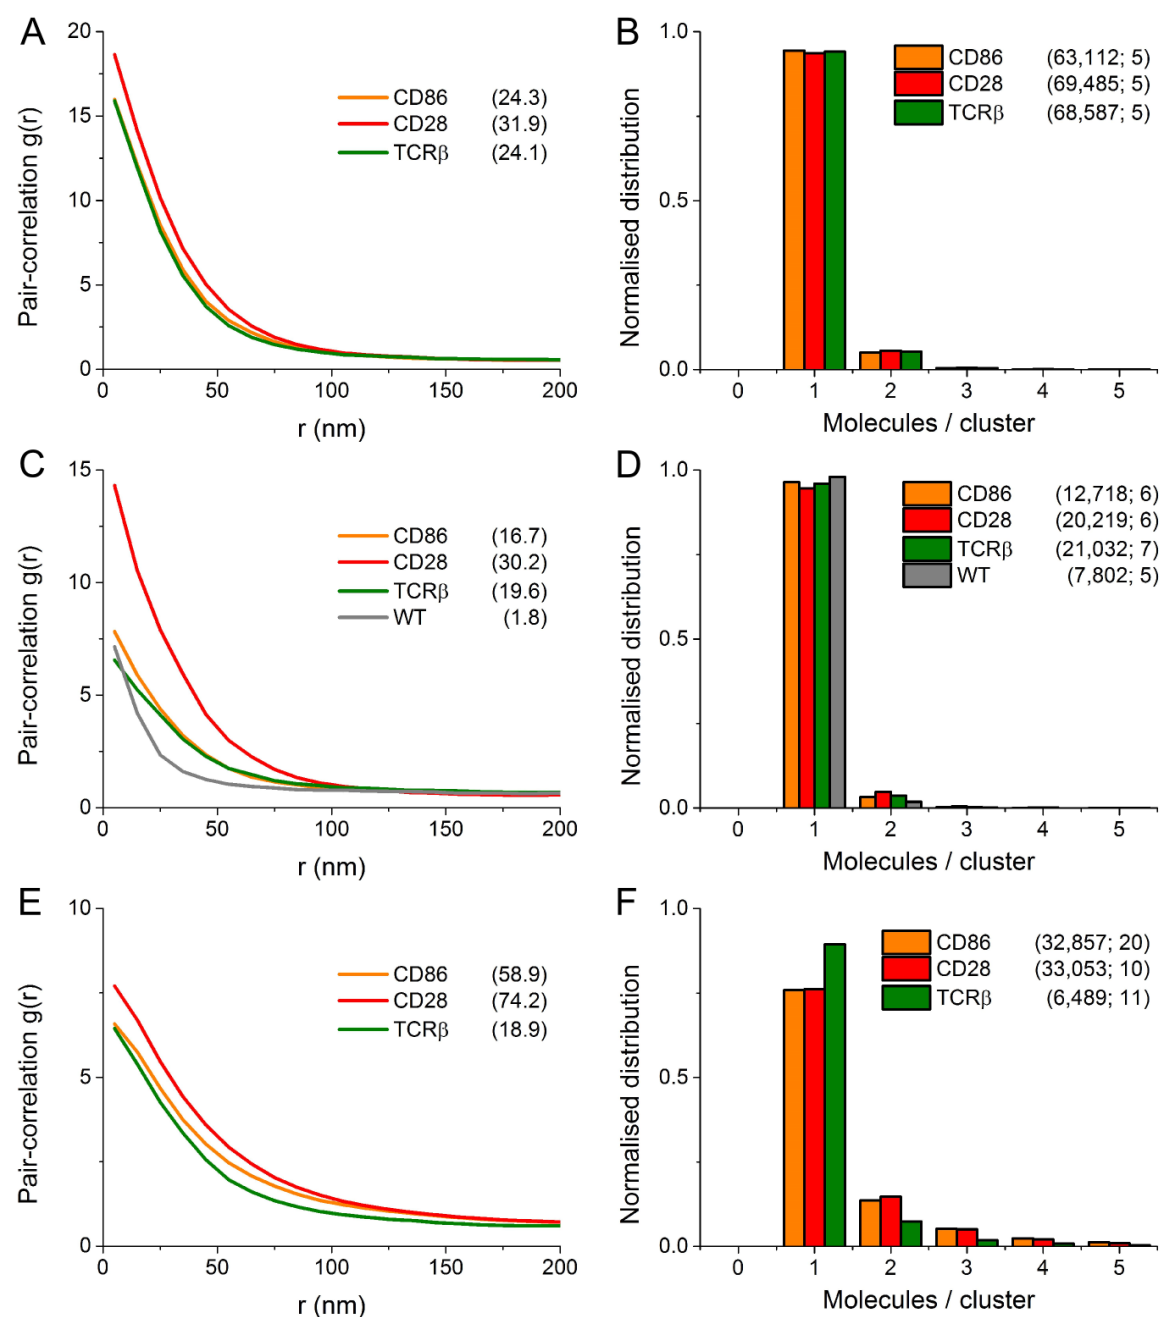 A
20
15
10
5
0
Pair-correlation g(r)
CD86 (24.3)
CD28 (31.9)
TCRβ (24.1)
0 50 100 150 200
r (nm)
B
1.0
0.5
0.0
Normalised distribution
CD86 (63,112; 5)
CD28 (69,485; 5)
TCRβ (68,587; 5)
0 1 2 3 4 5
Molecules / cluster
C
15
10
5
0
Pair-correlation g(r)
CD86 (16.7)
CD28 (30.2)
TCRβ (19.6)
WT (1.8)
0 50 100 150 200
r (nm)
D
1.0
0.5
0.0
Normalised distribution
CD86 (12,718; 6)
CD28 (20,219; 6)
TCRβ (21,032; 7)
WT (7,802; 5)
0 1 2 3 4 5
Molecules / cluster
E
10
5
0
Pair-correlation g(r)
CD86 (58.9)
CD28 (74.2)
TCRβ (18.9)
0 50 100 150 200
r (nm)
F
1.0
0.5
0.0
Normalised distribution
CD86 (32,857; 20)
CD28 (33,053; 10)
TCRβ (6,489; 11)
0 1 2 3 4 5
Molecules / cluster